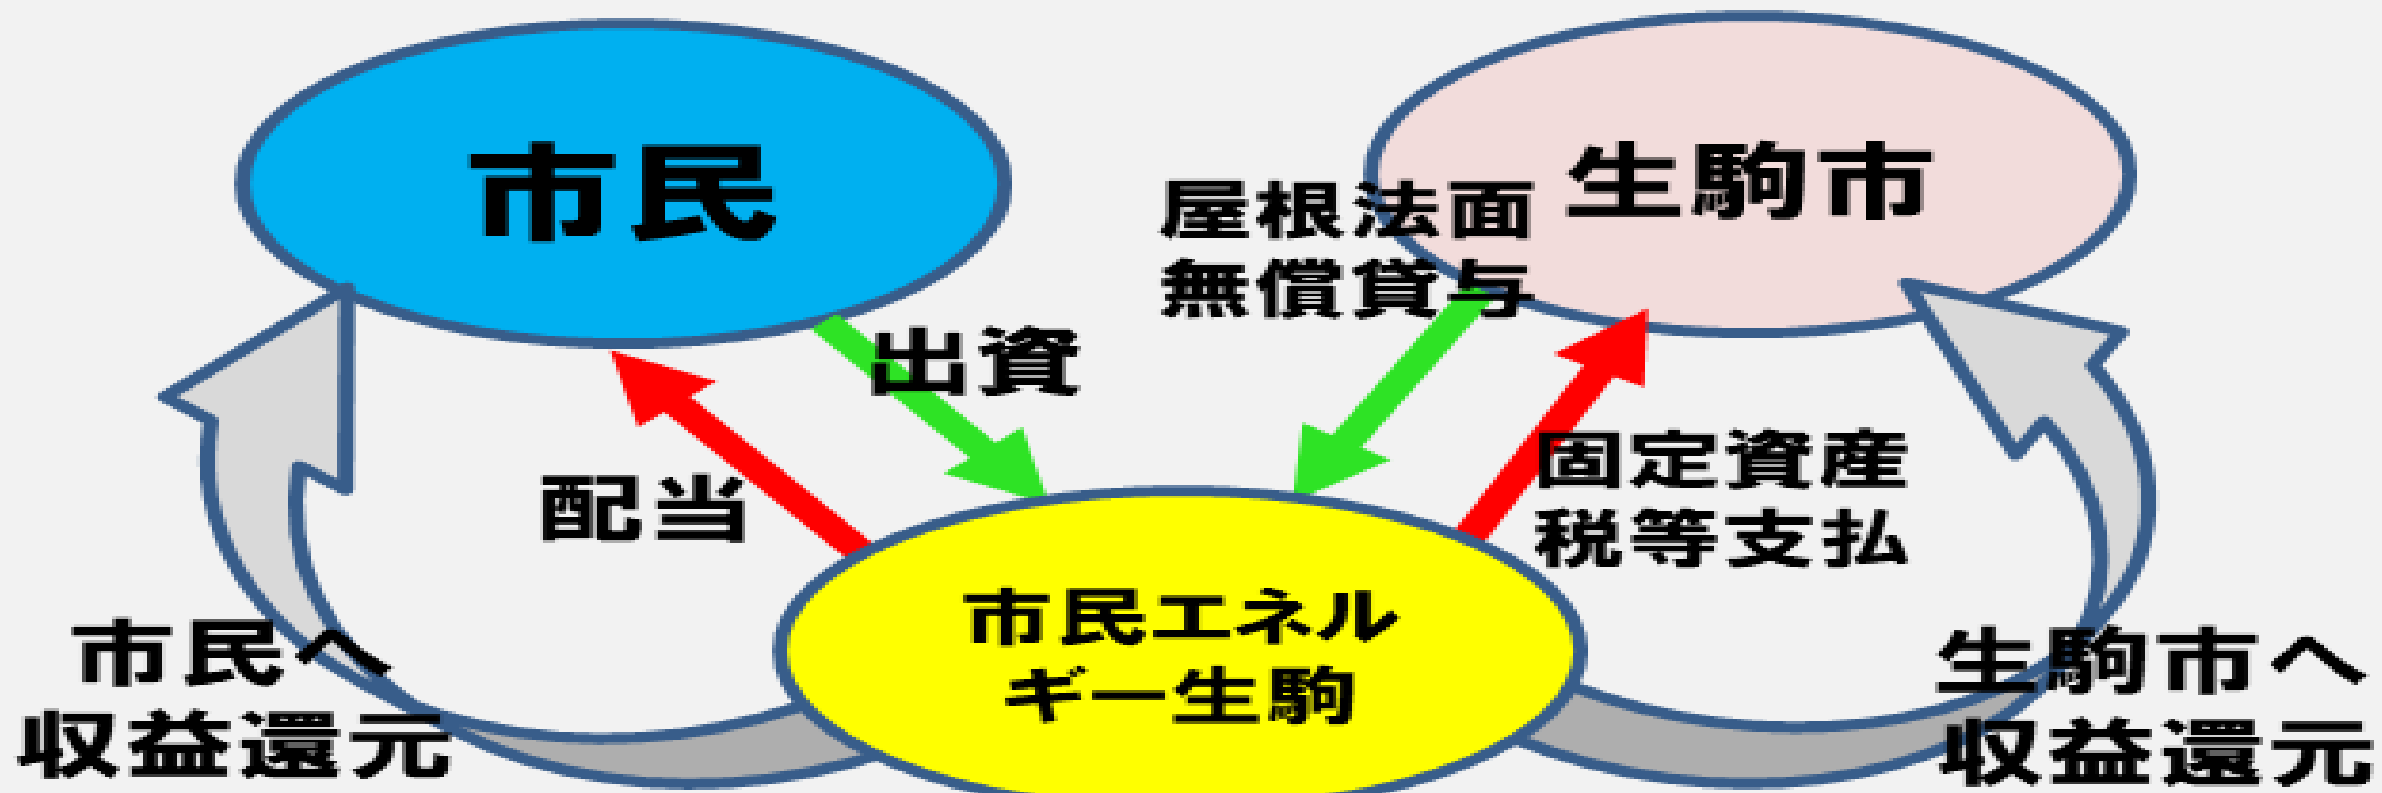 市民
生駒市
屋根法面
無償貸与
出資
配当
固定資産
税等支払
市民エネル
ギー生駒
市民へ
収益還元
生駒市へ
収益還元